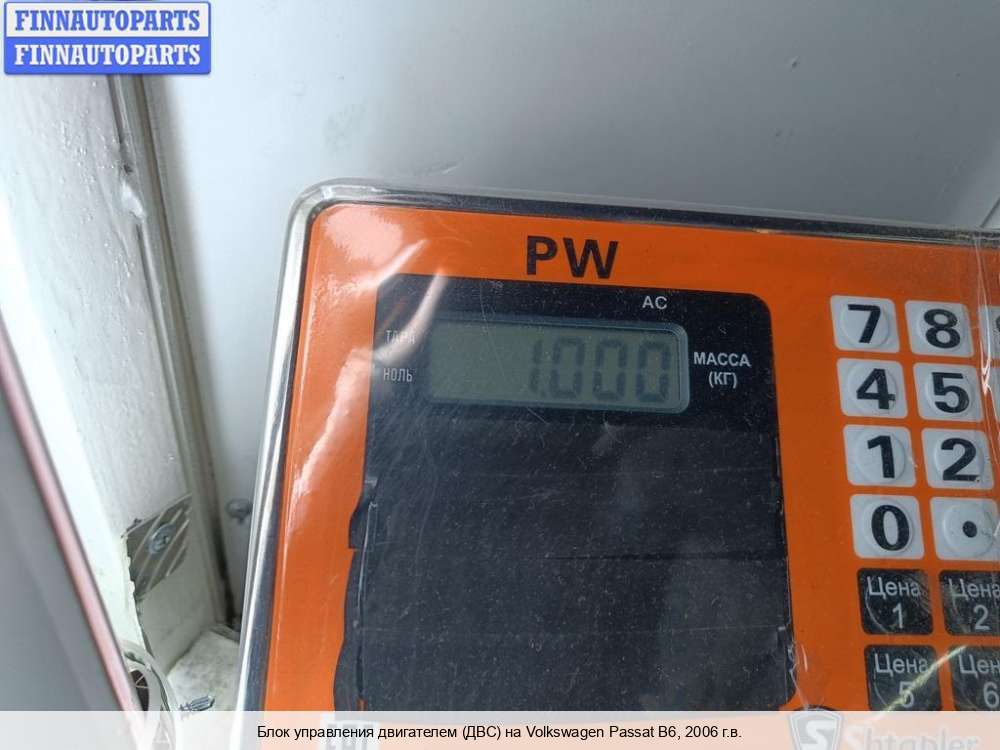 FINNAUTOPARTS
FINNAUTOPARTS
PW
AC
ТАРА
НОЛЬ
1.000
МАССА
(КГ)
7 8
4 5
1 2
0 •
Цена 1
Цена 2
Цена 5
Цена 6
Shtapler
Блок управления двигателем (ДВС) на Volkswagen Passat B6, 2006 г.в.